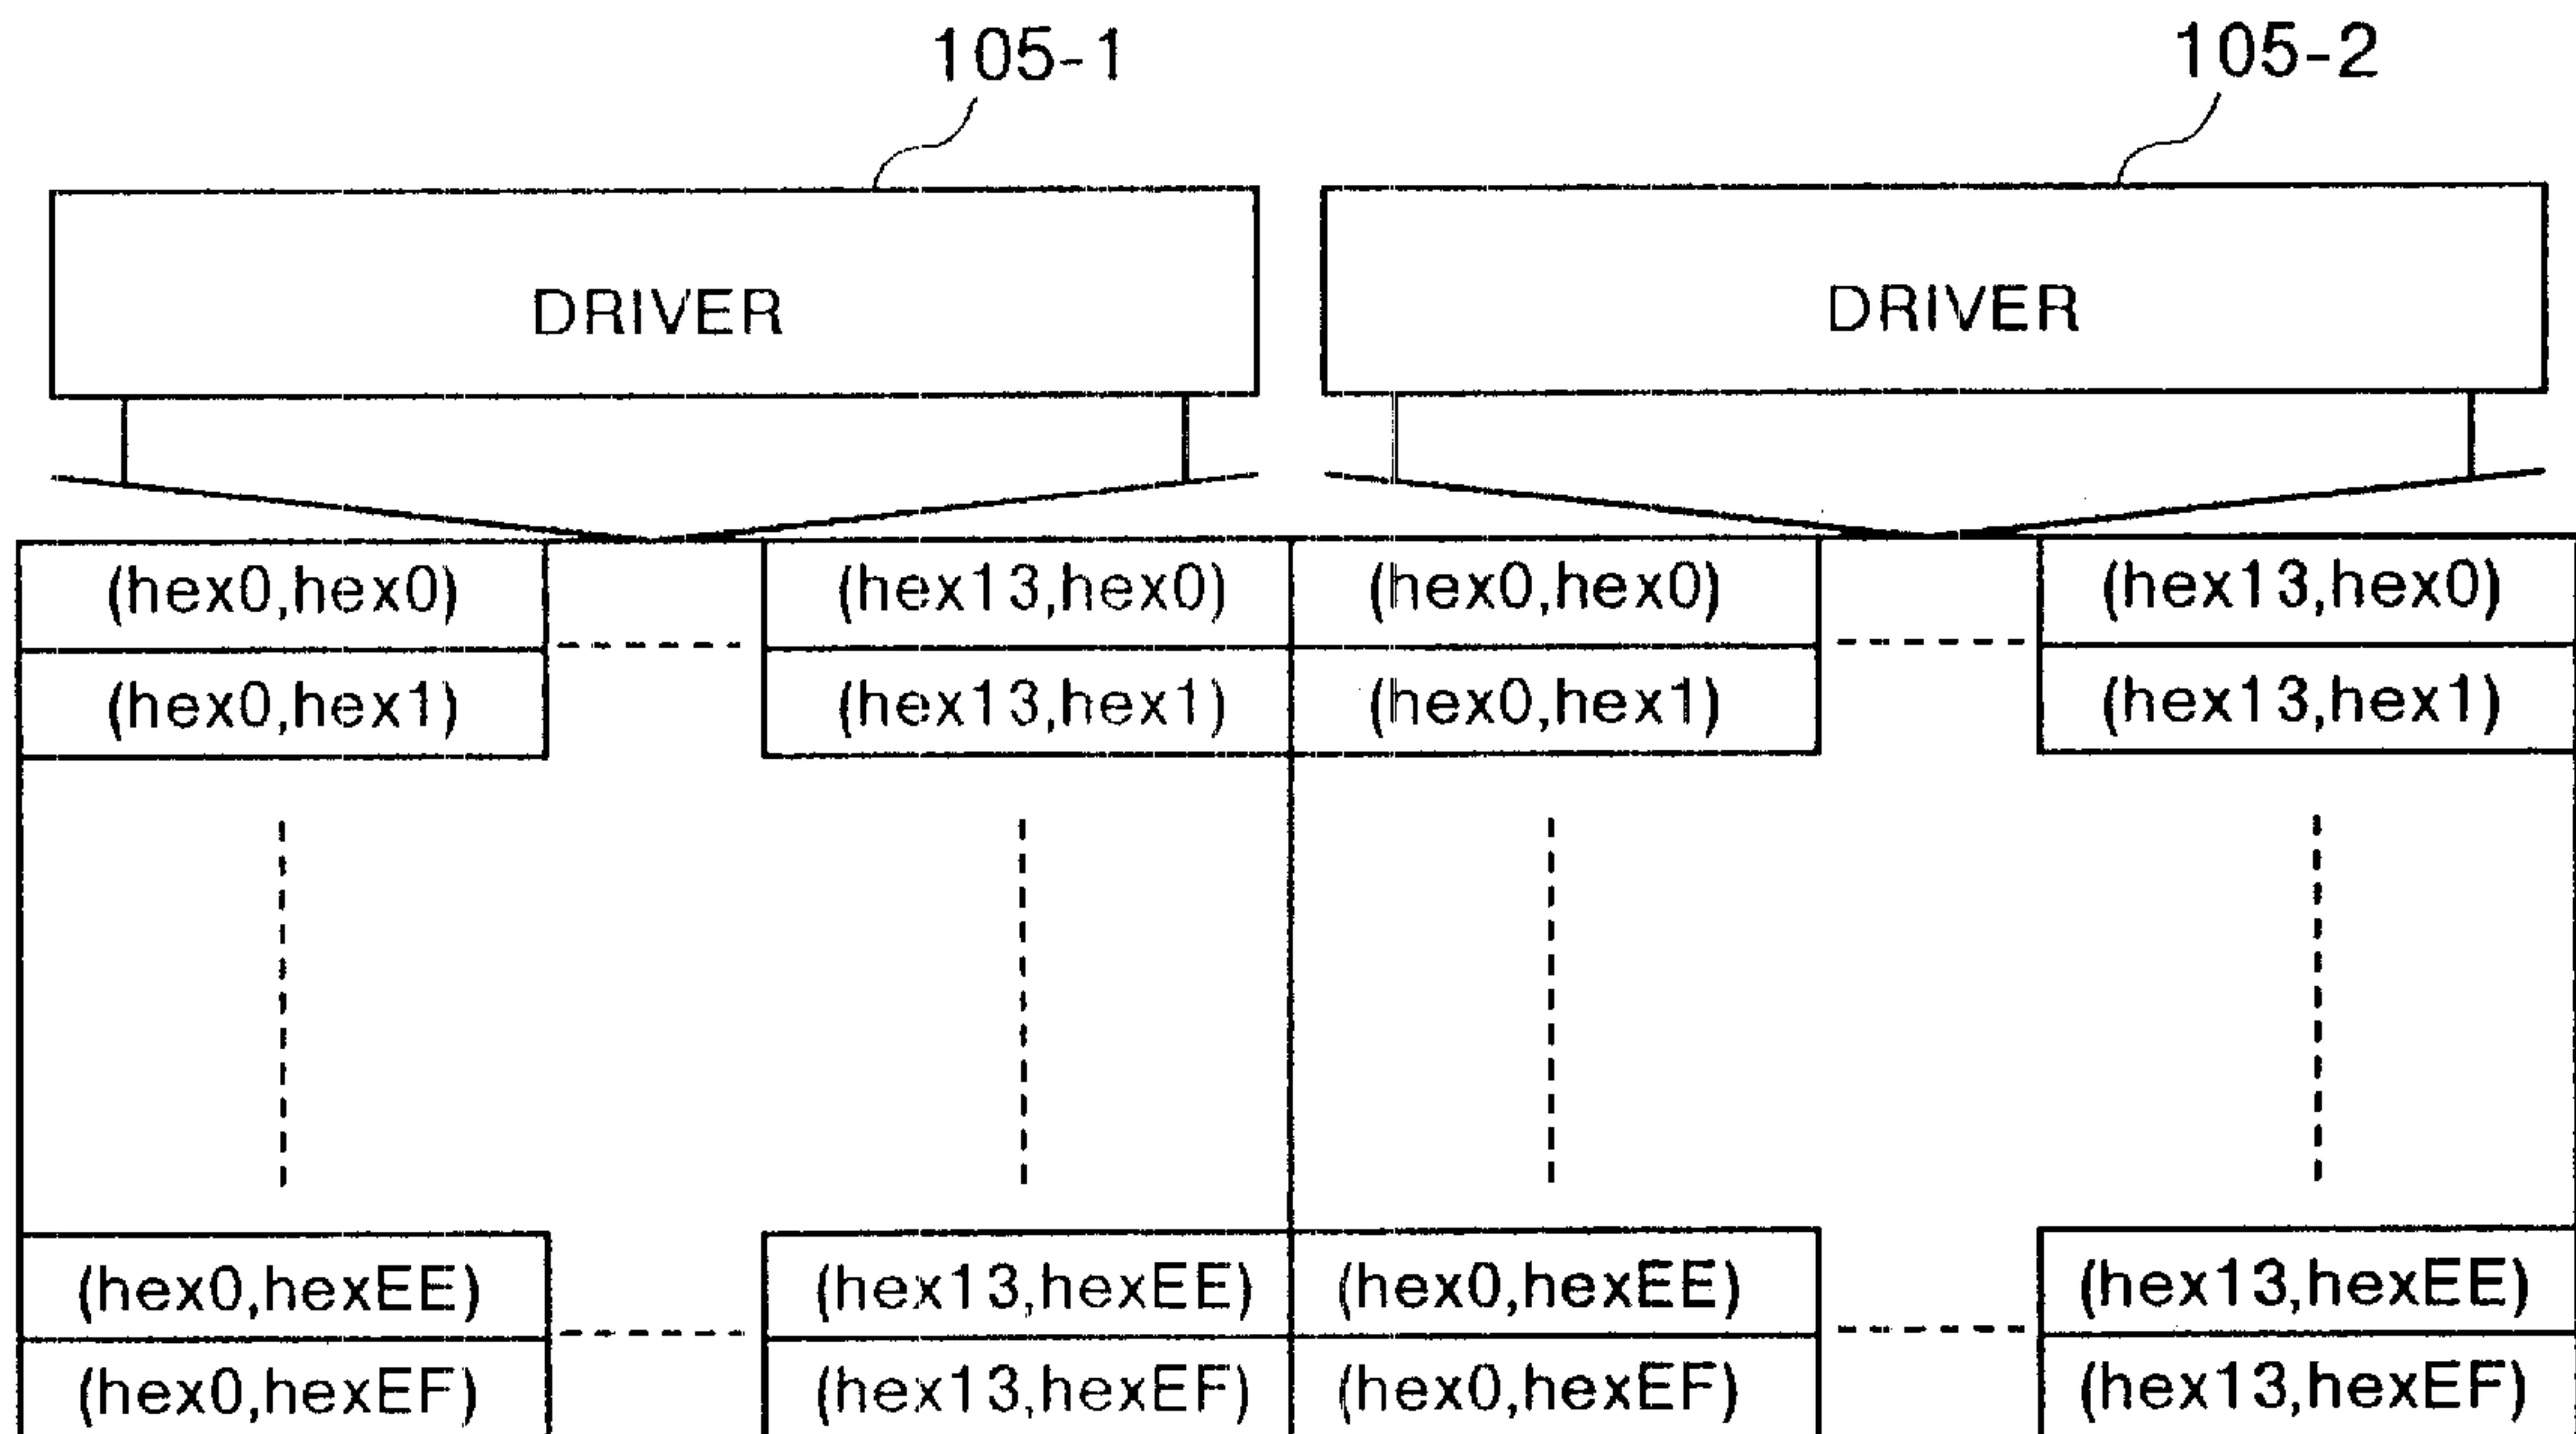 105-1 105-2
DRIVER DRIVER
(hex0,hex0) (hex13,hex0) (hex0,hex0) (hex13,hex0)
(hex0,hex1) (hex13,hex1) (hex0,hex1) (hex13,hex1)
(hex0,hexEE) (hex13,hexEE) (hex0,hexEE) (hex13,hexEE)
(hex0,hexEF) (hex13,hexEF) (hex0,hexEF) (hex13,hexEF)